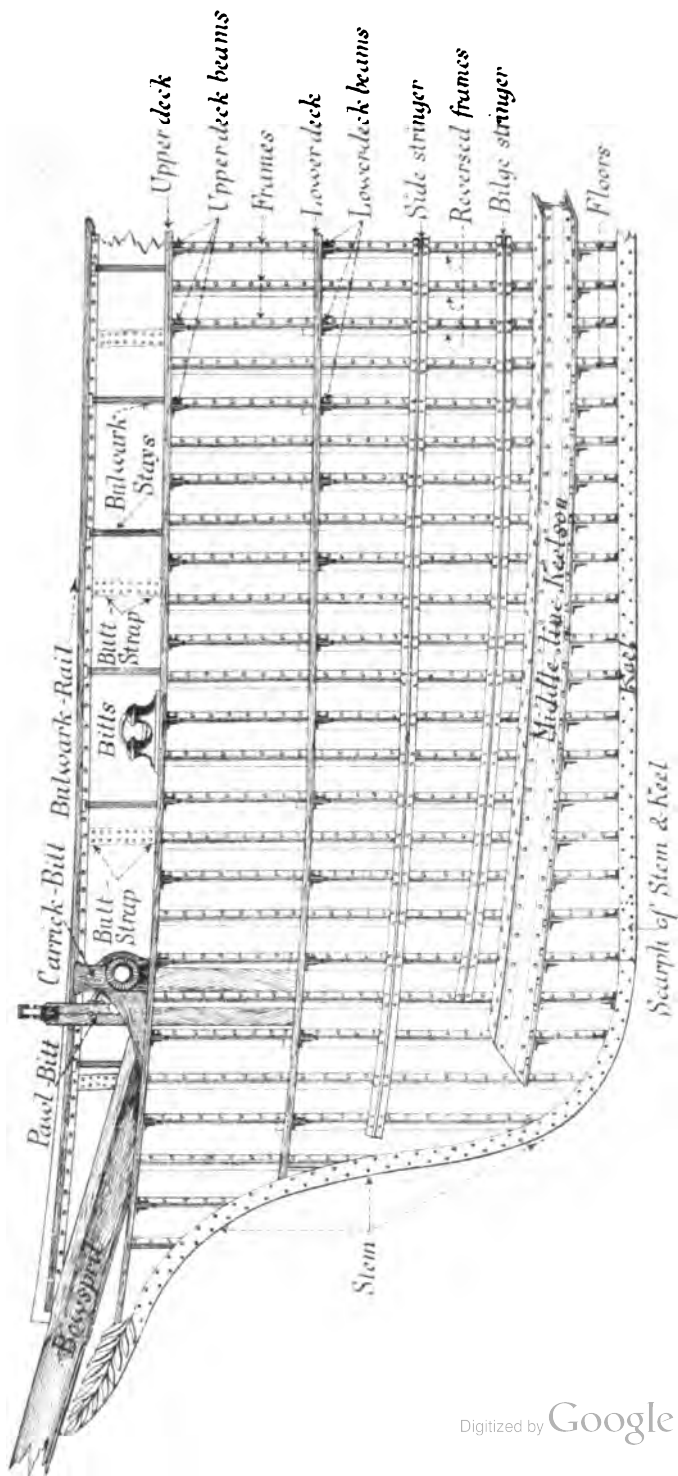 Upper deck
Upper deck beams
Frames
Lower deck
Lower deck beams
Side stringer
Reversed frames
Bilge stringer
Floors
Bulwark
Stays
Butt
Strap
Bulwark-Rail
Bitts
Carrick-Bitt
Butt
Strap
Pawl-Bitt
Bowsprit
Middle line Keelson
Keel
Scarph of Stem & Keel
Stem
Digitized by Google